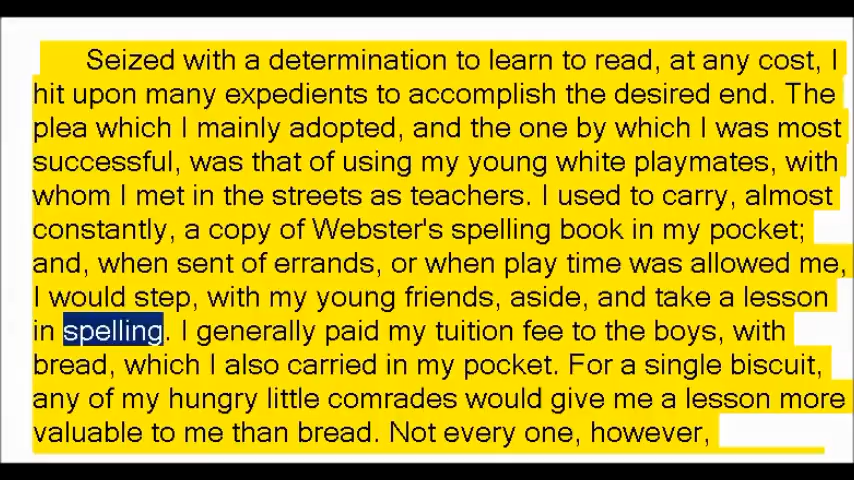 Seized with a determination to learn to read, at any cost, I
hit upon many expedients to accomplish the desired end. The
plea which I mainly adopted, and the one by which I was most
successful, was that of using my young white playmates, with
whom I met in the streets as teachers. I used to carry, almost
constantly, a copy of Webster's spelling book in my pocket;
and, when sent of errands, or when play time was allowed me,
I would step, with my young friends, aside, and take a lesson
in spelling. I generally paid my tuition fee to the boys, with
bread, which I also carried in my pocket. For a single biscuit,
any of my hungry little comrades would give me a lesson more
valuable to me than bread. Not every one, however,